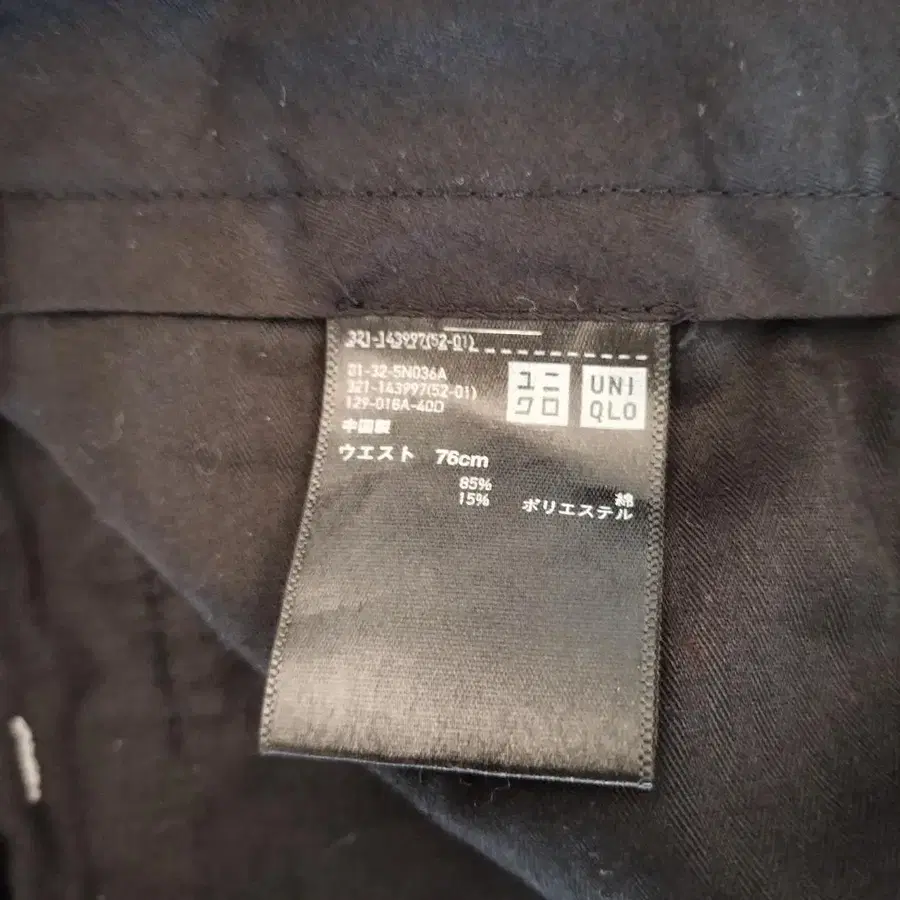 321-143997(52-01)
01-32-5N036A
321-143997(52-01)
129-016A-40D
ユニ
クロ
UNI
QLO
中国製
ウエスト 76cm
85% 綿
15% ポリエステル